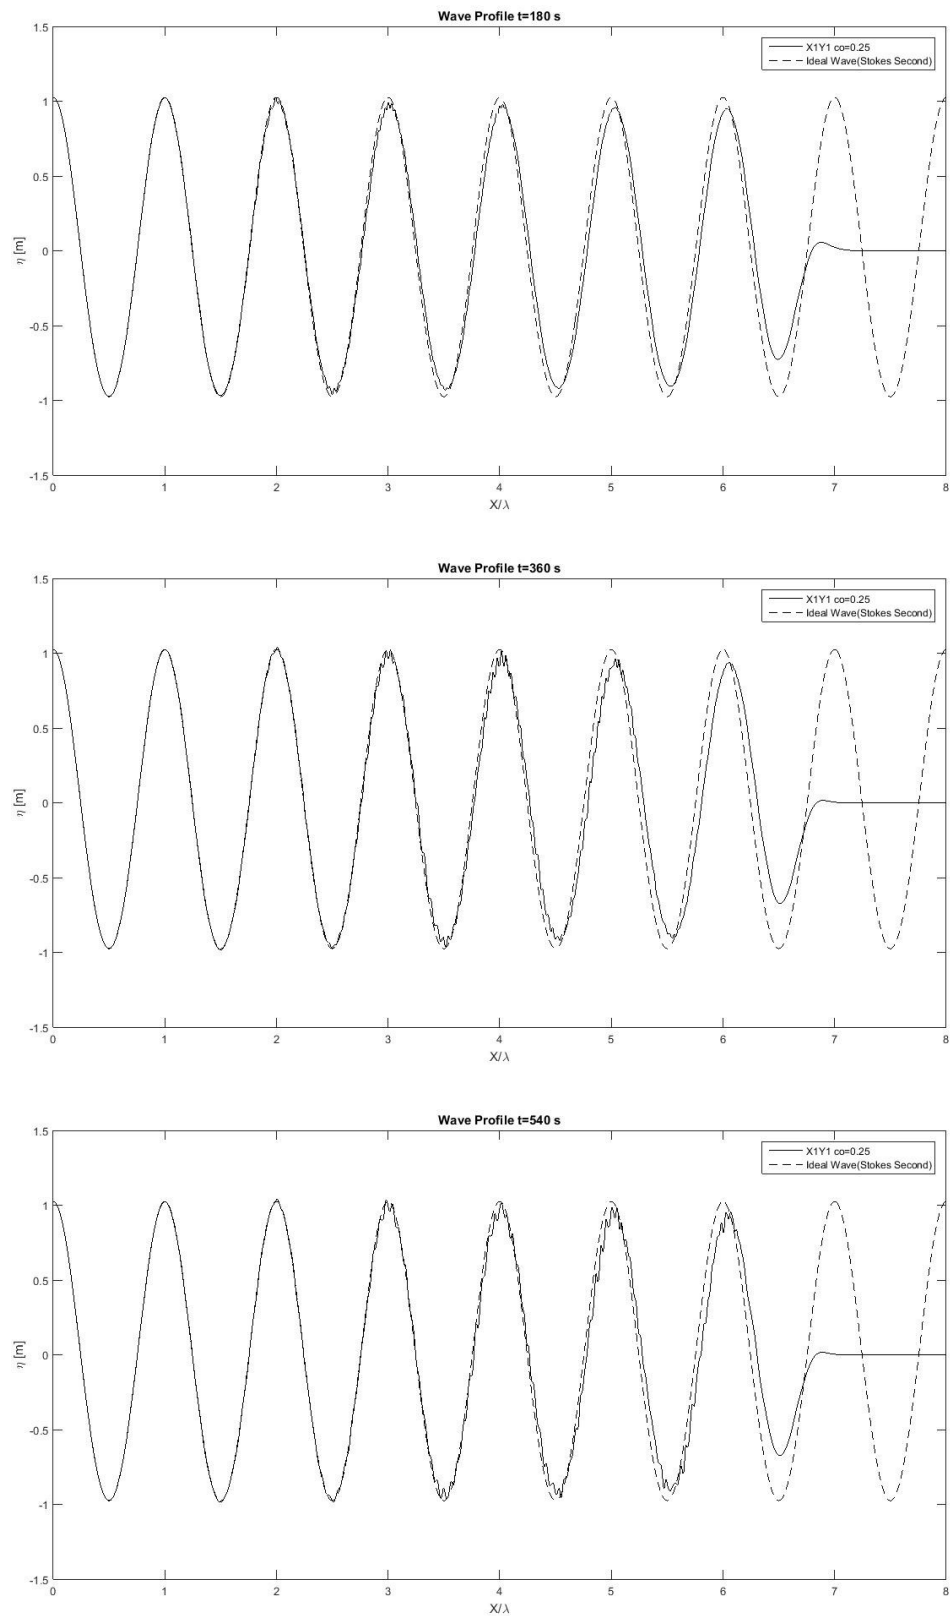 Wave Profile t=180 s
X1Y1 co=0.25
Ideal Wave(Stokes Second)
1.5
1
0.5
0
-0.5
-1
-1.5
η [m]
0 1 2 3 4 5 6 7 8
X/λ
Wave Profile t=360 s
X1Y1 co=0.25
Ideal Wave(Stokes Second)
1.5
1
0.5
0
-0.5
-1
-1.5
η [m]
0 1 2 3 4 5 6 7 8
X/λ
Wave Profile t=540 s
X1Y1 co=0.25
Ideal Wave(Stokes Second)
1.5
1
0.5
0
-0.5
-1
-1.5
η [m]
0 1 2 3 4 5 6 7 8
X/λ